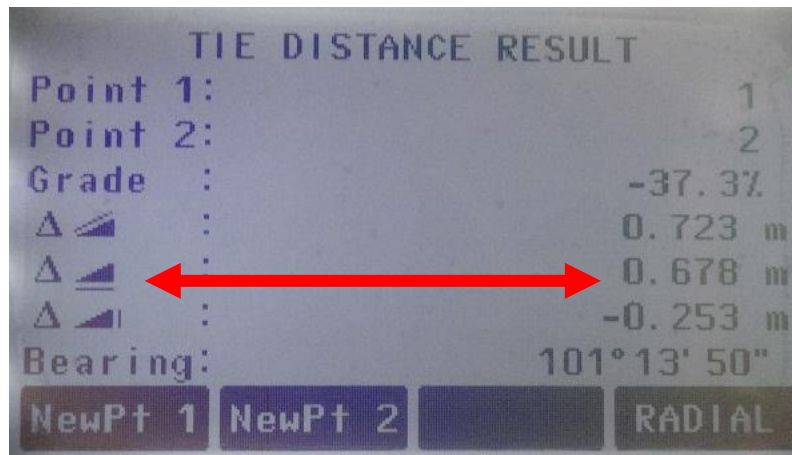 TIE DISTANCE RESULT
Point 1: 1
Point 2: 2
Grade : -37.3%
Δ : 0.723 m
Δ : 0.678 m
Δ : -0.253 m
Bearing: 101°13'50"
NewPt 1 NewPt 2 RADIAL